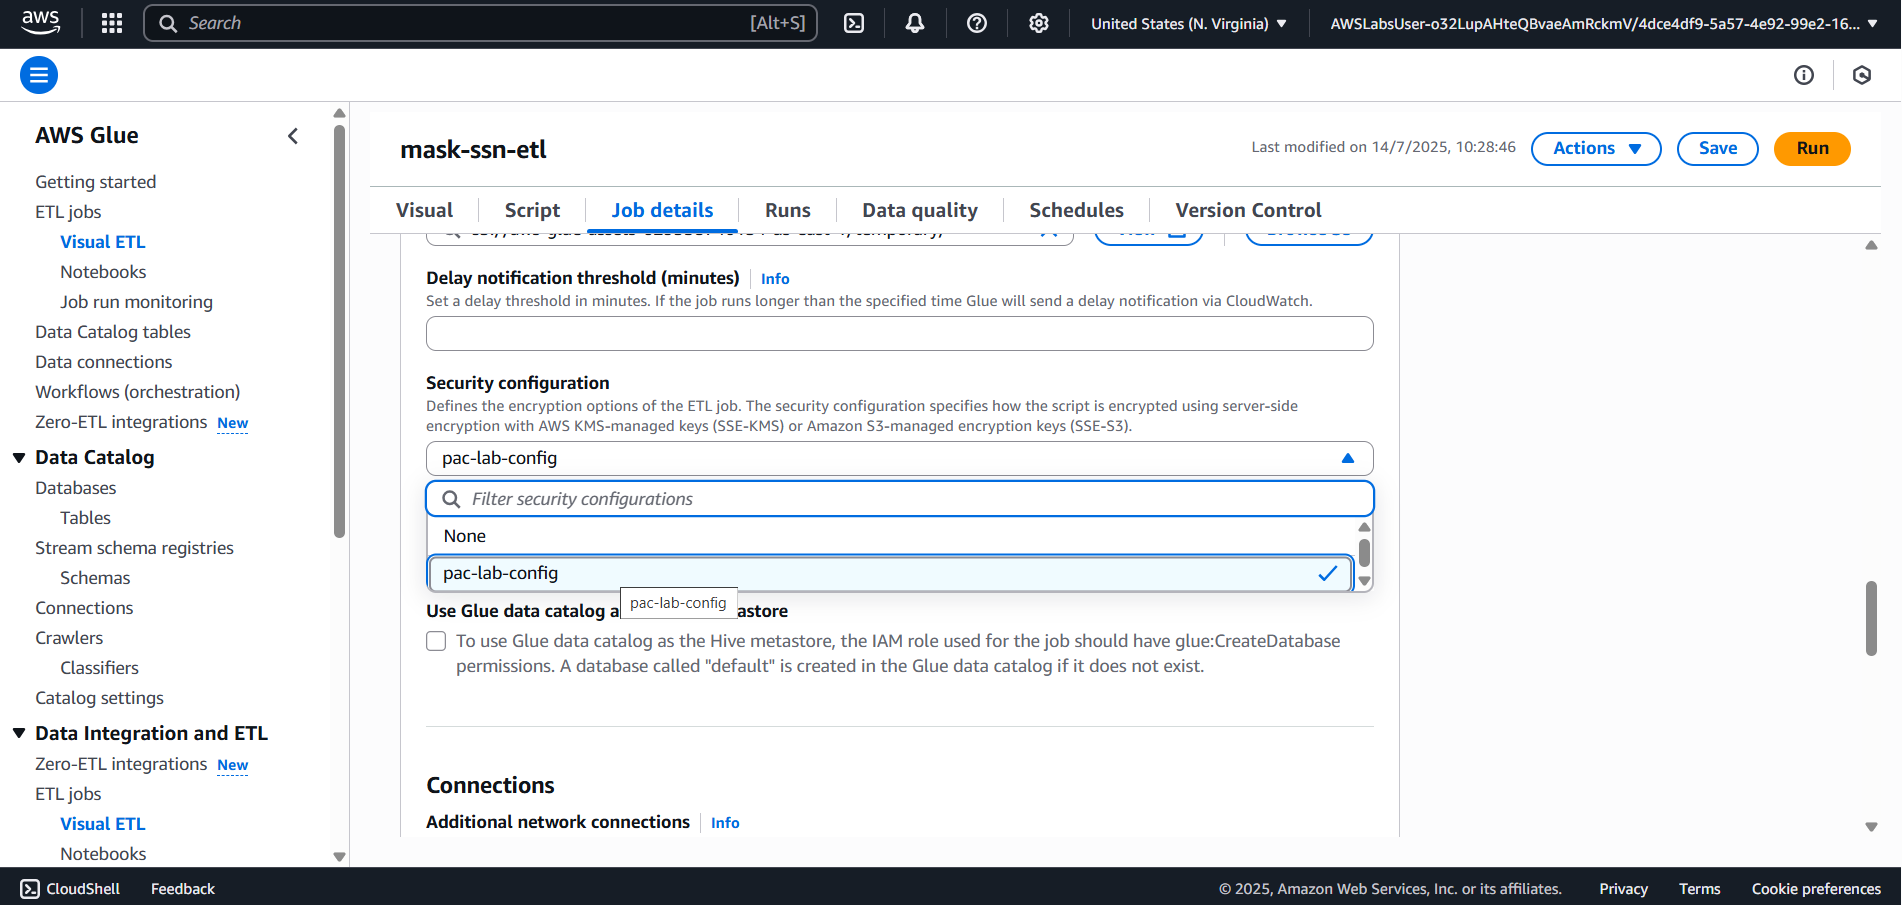 aws
Search
[Alt+S]
United States (N. Virginia)
AWSLabsUser-o32LupAHteQBvaeAmRckmV/4dce4df9-5a57-4e92-99e2-16...
AWS Glue
Getting started
ETL jobs
Visual ETL
Notebooks
Job run monitoring
Data Catalog tables
Data connections
Workflows (orchestration)
Zero-ETL integrations New
Data Catalog
Databases
Tables
Stream schema registries
Schemas
Connections
Crawlers
Classifiers
Catalog settings
Data Integration and ETL
Zero-ETL integrations New
ETL jobs
Visual ETL
Notebooks
mask-ssn-etl
Last modified on 14/7/2025, 10:28:46
Actions
Save
Run
Visual
Script
Job details
Runs
Data quality
Schedules
Version Control
Delay notification threshold (minutes)
Info
Set a delay threshold in minutes. If the job runs longer than the specified time Glue will send a delay notification via CloudWatch.
Security configuration
Defines the encryption options of the ETL job. The security configuration specifies how the script is encrypted using server-side
encryption with AWS KMS-managed keys (SSE-KMS) or Amazon S3-managed encryption keys (SSE-S3).
pac-lab-config
Filter security configurations
None
pac-lab-config
pac-lab-config
Use Glue data catalog a
astore
To use Glue data catalog as the Hive metastore, the IAM role used for the job should have glue:CreateDatabase
permissions. A database called "default" is created in the Glue data catalog if it does not exist.
Connections
Additional network connections
Info
CloudShell
Feedback
© 2025, Amazon Web Services, Inc. or its affiliates.
Privacy
Terms
Cookie preferences